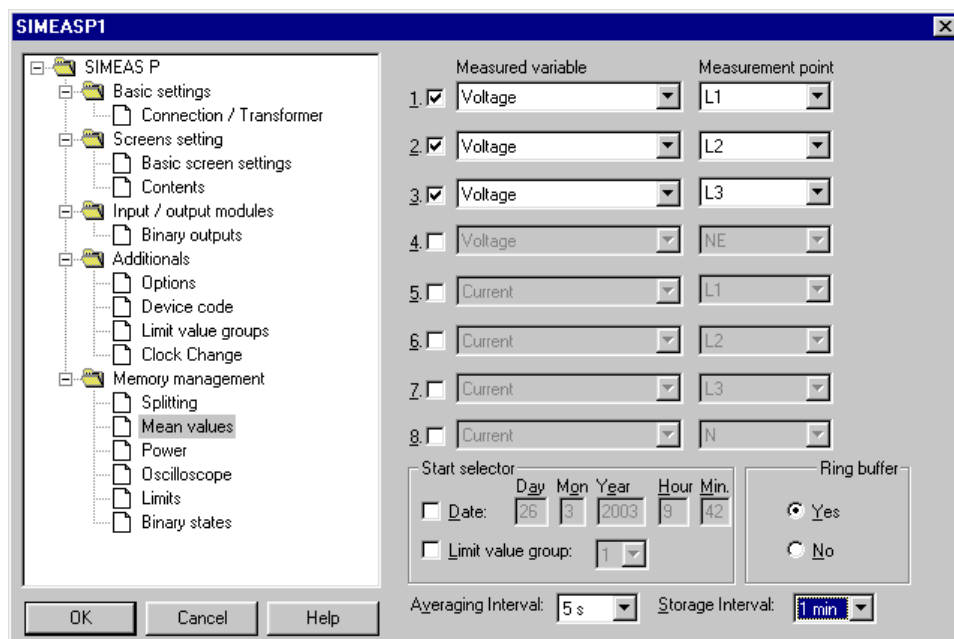 SIMEASP1
SIMEAS P
Basic settings
Connection / Transformer
Screens setting
Basic screen settings
Contents
Input / output modules
Binary outputs
Additionals
Options
Device code
Limit value groups
Clock Change
Memory management
Splitting
Mean values
Power
Oscilloscope
Limits
Binary states
OK Cancel Help
Measured variable Measurement point
1. Voltage L1
2. Voltage L2
3. Voltage L3
4. Voltage NE
5. Current L1
6. Current L2
7. Current L3
8. Current N
Start selector
Day Mon Year Hour Min.
Date: 26 3 2003 9 42
Limit value group: 1
Ring buffer
Yes
No
Averaging Interval: 5 s Storage Interval: 1 min